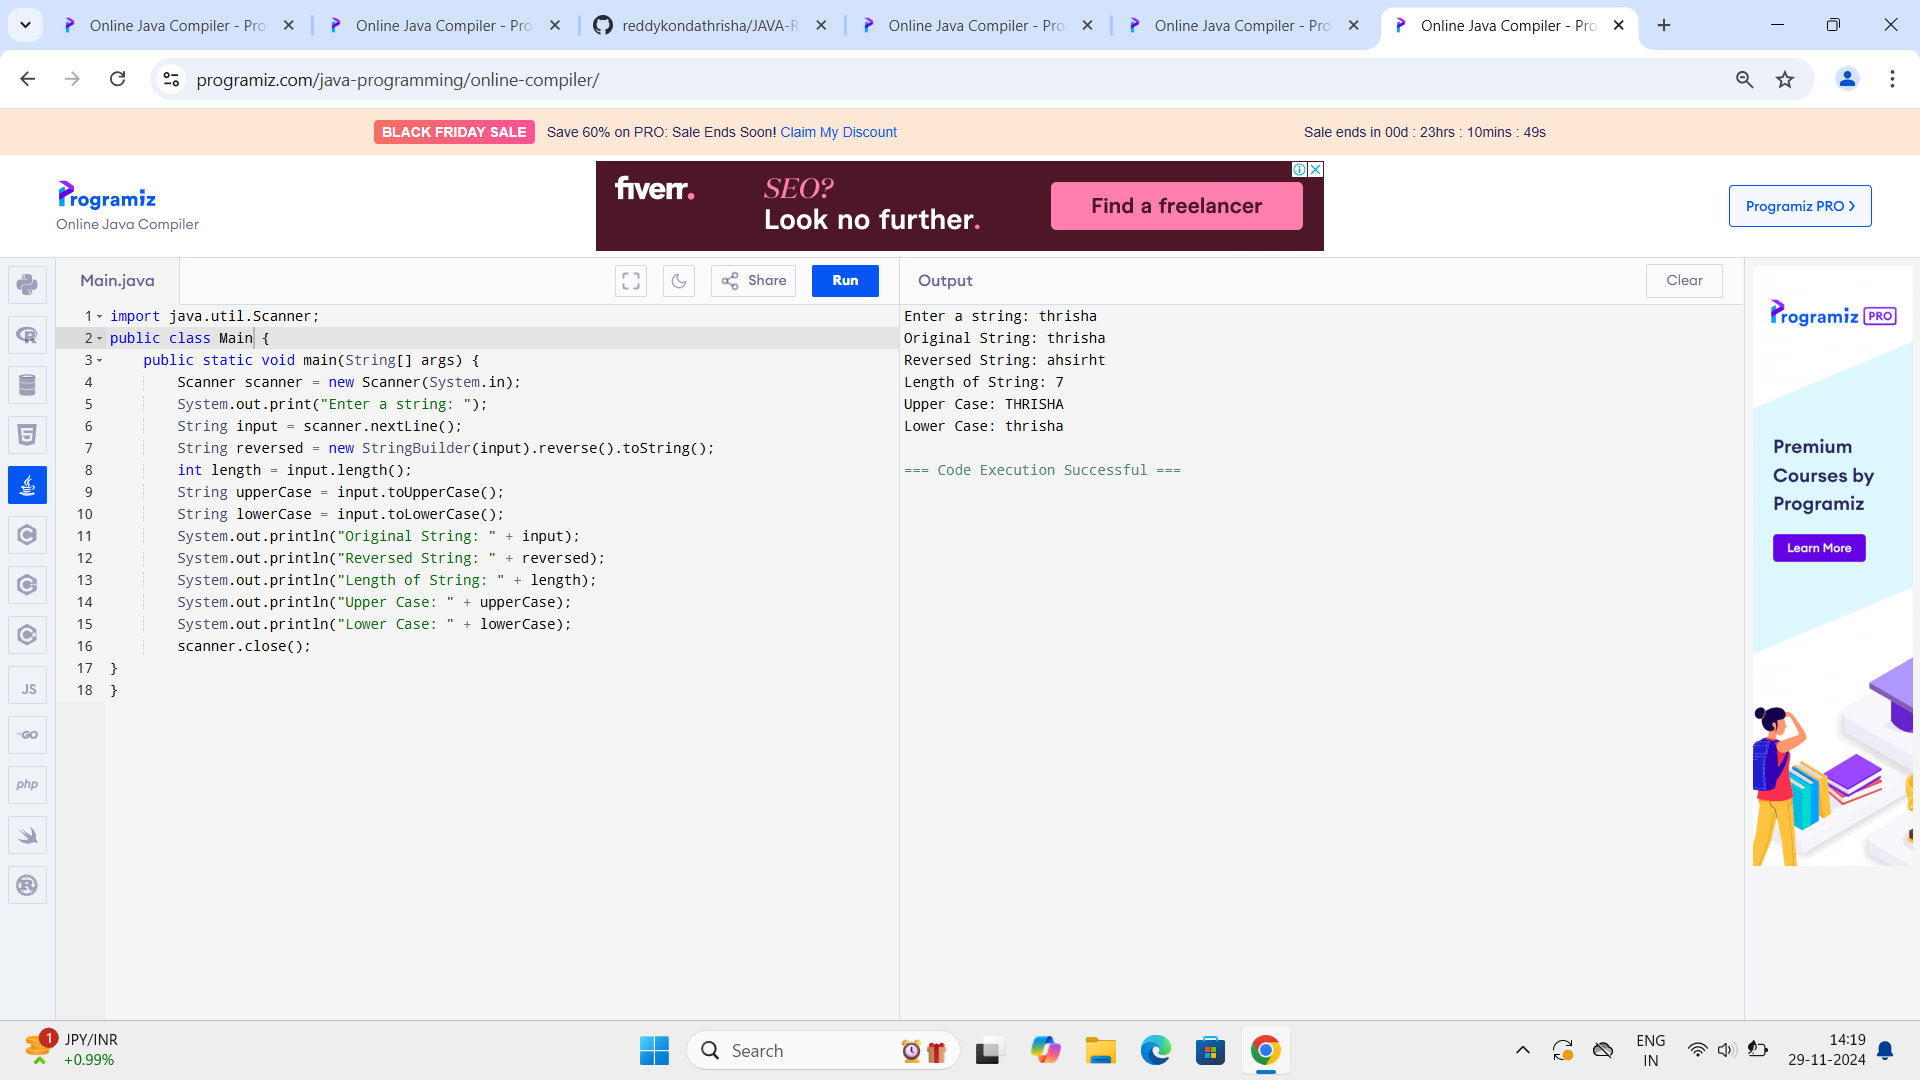 Online Java Compiler - Pro
Online Java Compiler - Pro
reddykondathrisha/JAVA-R
Online Java Compiler - Pro
Online Java Compiler - Pro
Online Java Compiler - Pro
programiz.com/java-programming/online-compiler/
BLACK FRIDAY SALE Save 60% on PRO: Sale Ends Soon! Claim My Discount
Sale ends in 00d : 23hrs : 10mins : 49s
Programiz
Online Java Compiler
fiverr.
SEO?
Look no further.
Find a freelancer
Programiz PRO >
Main.java
Share
Run
Output
Clear
1 import java.util.Scanner;
2 public class Main {
3 public static void main(String[] args) {
4 Scanner scanner = new Scanner(System.in);
5 System.out.print("Enter a string: ");
6 String input = scanner.nextLine();
7 String reversed = new StringBuilder(input).reverse().toString();
8 int length = input.length();
9 String upperCase = input.toUpperCase();
10 String lowerCase = input.toLowerCase();
11 System.out.println("Original String: " + input);
12 System.out.println("Reversed String: " + reversed);
13 System.out.println("Length of String: " + length);
14 System.out.println("Upper Case: " + upperCase);
15 System.out.println("Lower Case: " + lowerCase);
16 scanner.close();
17 }
18 }
Enter a string: thrisha
Original String: thrisha
Reversed String: ahsirht
Length of String: 7
Upper Case: THRISHA
Lower Case: thrisha
=== Code Execution Successful ===
Programiz PRO
Premium
Courses by
Programiz
Learn More
JS
GO
php
1
JPY/INR
+0.99%
Search
ENG
IN
14:19
29-11-2024